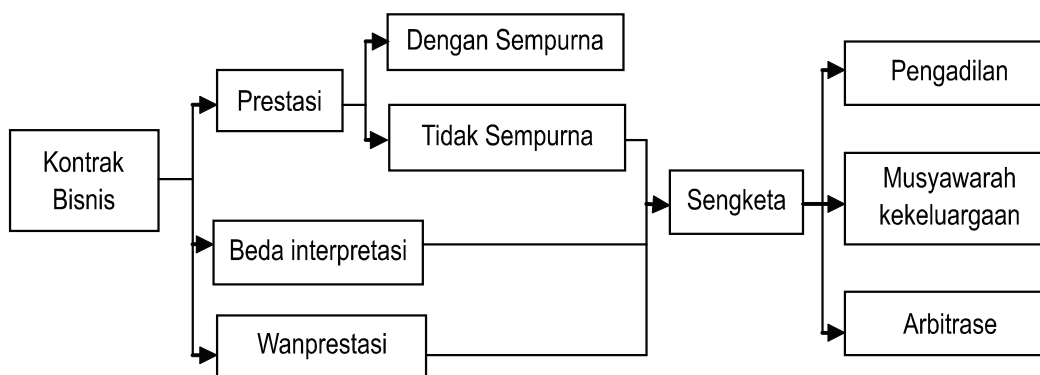 Dengan Sempurna
Pengadilan
Prestasi
Tidak Sempurna
Kontrak
Bisnis
Musyawarah
kekeluargaan
Sengketa
Beda interpretasi
Wanprestasi
Arbitrase